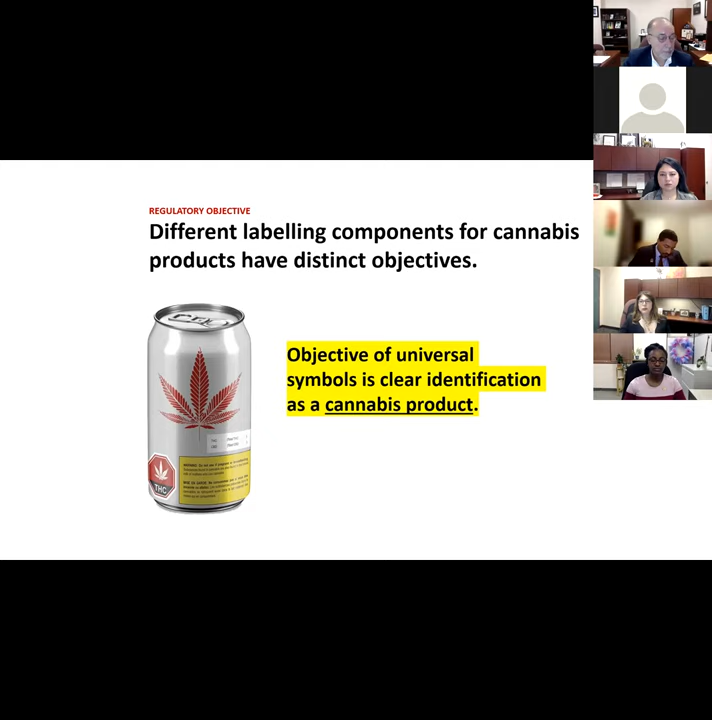 REGULATORY OBJECTIVE
Different labelling components for cannabis
products have distinct objectives.
Objective of universal
symbols is clear identification
as a cannabis product.
THC